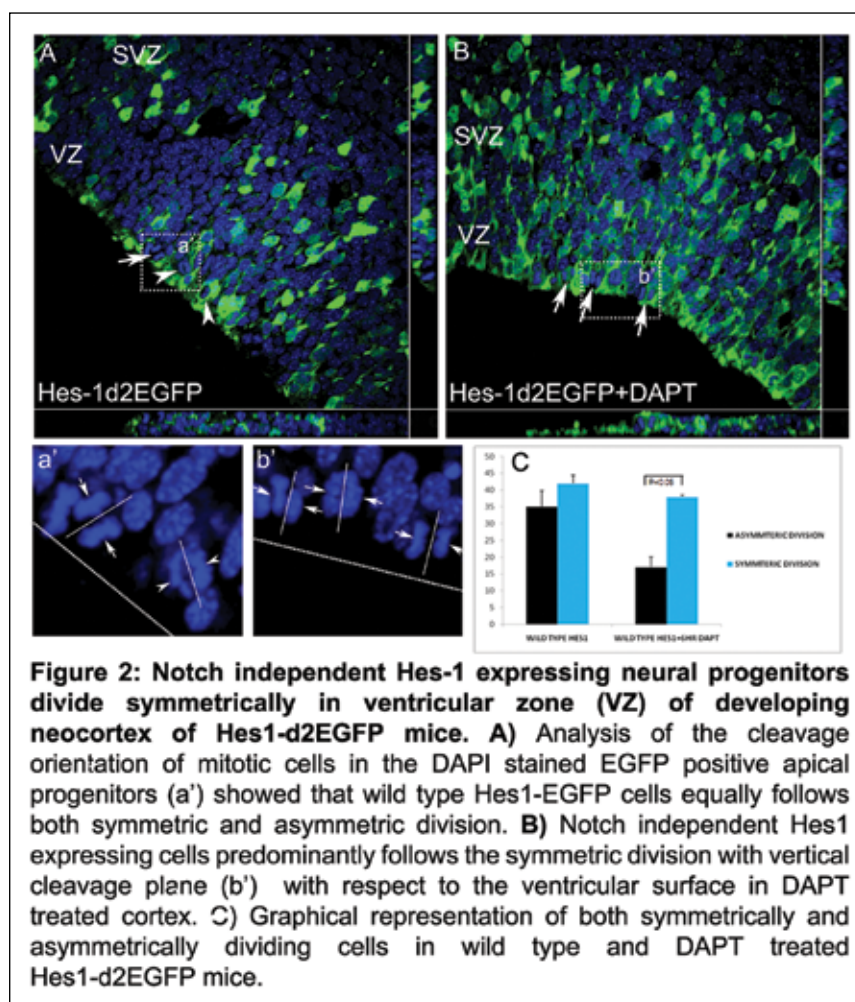 A
SVZ
VZ
a'
Hes-1d2EGFP
B
SVZ
VZ
b'
Hes-1d2EGFP+DAPT
a'
b'
C
50
45
40
35
30
25
20
15
10
5
0
WILD TYPE HES1
WILD TYPE HES1+6HR DAPT
ASYMMTERIC DIVISION
SYMMTERIC DIVISION
Figure 2: Notch independent Hes-1 expressing neural progenitors
divide symmetrically in ventricular zone (VZ) of developing
neocortex of Hes1-d2EGFP mice. A) Analysis of the cleavage
orientation of mitotic cells in the DAPI stained EGFP positive apical
progenitors (a') showed that wild type Hes1-EGFP cells equally follows
both symmetric and asymmetric division. B) Notch independent Hes1
expressing cells predominantly follows the symmetric division with vertical
cleavage plane (b') with respect to the ventricular surface in DAPT
treated cortex. C) Graphical representation of both symmetrically and
asymmetrically dividing cells in wild type and DAPT treated
Hes1-d2EGFP mice.